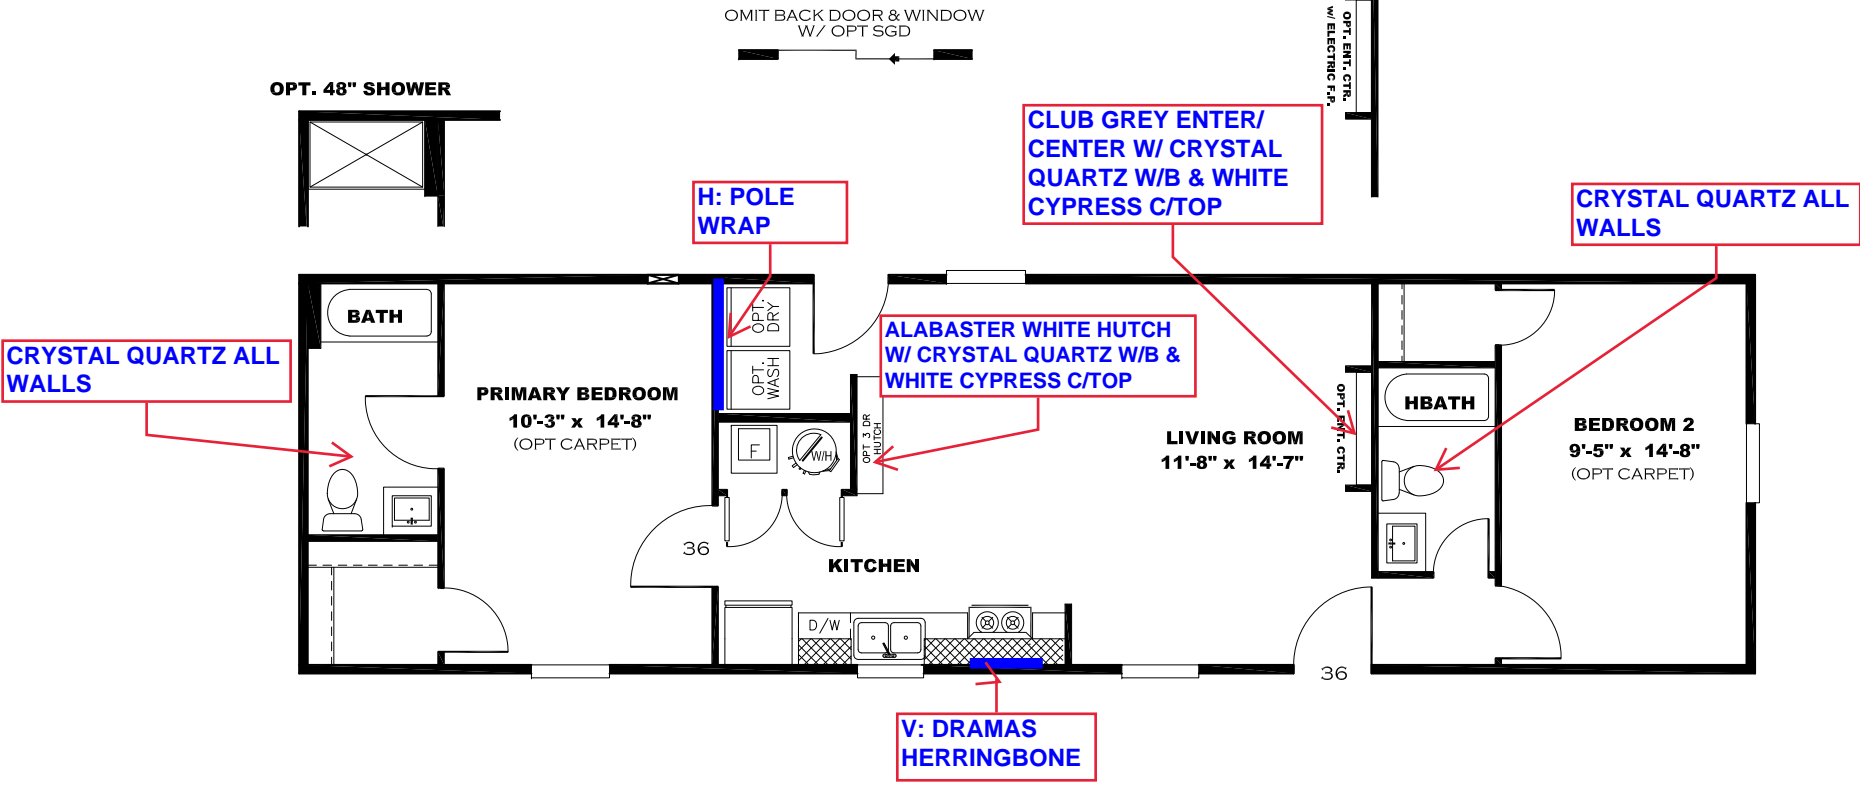 OMIT BACK DOOR & WINDOW
W/ OPT SGD
OPT. ENT. CTR.
W/ ELECTRIC F.P.
OPT. 48" SHOWER
CLUB GREY ENTER/
CENTER W/ CRYSTAL
QUARTZ W/B & WHITE
CYPRESS C/TOP
H: POLE
WRAP
CRYSTAL QUARTZ ALL
WALLS
BATH
OPT.
DRY
ALABASTER WHITE HUTCH
W/ CRYSTAL QUARTZ W/B &
WHITE CYPRESS C/TOP
CRYSTAL QUARTZ ALL
WALLS
OPT.
WASH
PRIMARY BEDROOM
10'-3" x 14'-8"
(OPT CARPET)
F
W/H
OPT 3 DR
HUTCH
LIVING ROOM
11'-8" x 14'-7"
OPT. ENT. CTR.
HBATH
BEDROOM 2
9'-5" x 14'-8"
(OPT CARPET)
36
KITCHEN
D/W
36
V: DRAMAS
HERRINGBONE